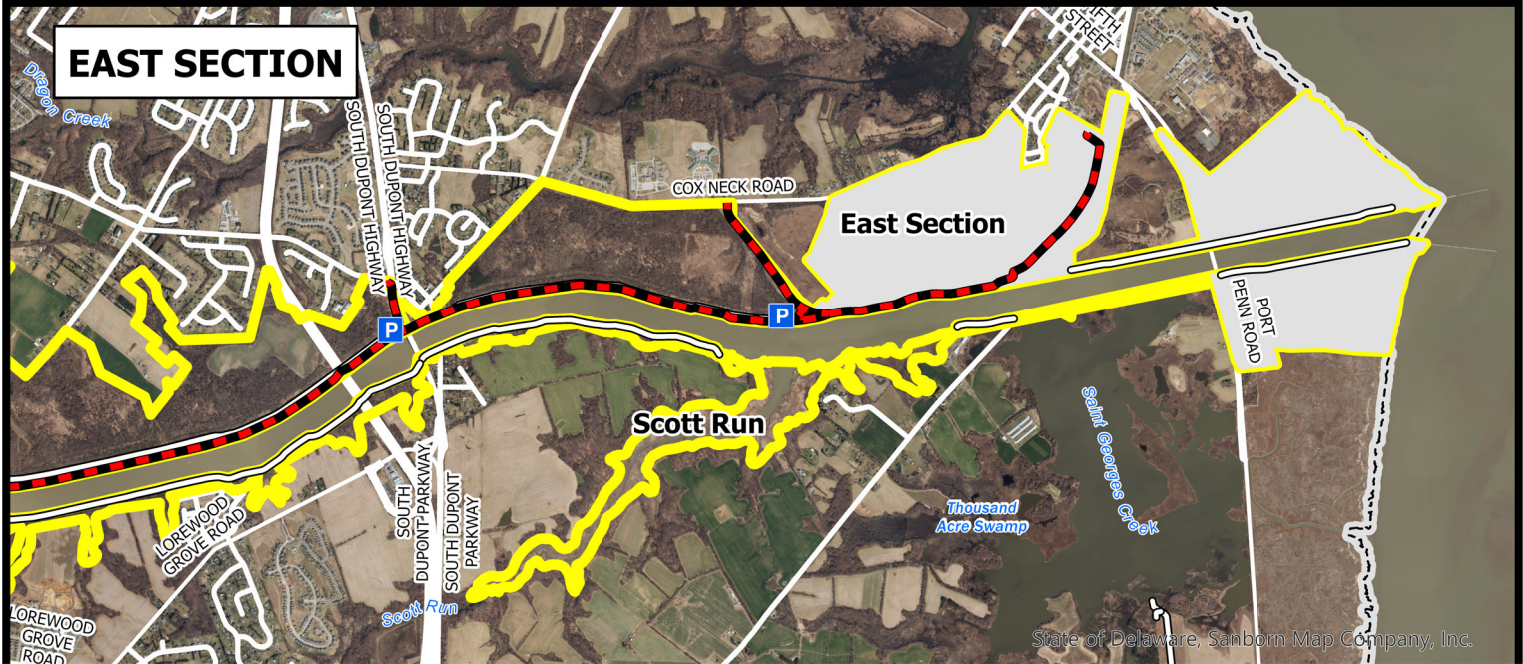 EAST SECTION
Dragon Creek
SOUTH DUPONT HIGHWAY
SOUTH DUPONT HIGHWAY
STREET
COX NECK ROAD
East Section
P
P
PORT
PENN ROAD
Scott Run
Saint Georges Creek
Thousand
Acre Swamp
LOREWOOD
GROVE ROAD
SOUTH
DUPONT PARKWAY
SOUTH DUPONT
PARKWAY
Scott Run
LOREWOOD
GROVE
ROAD
State of Delaware, Sanborn Map Company, Inc.